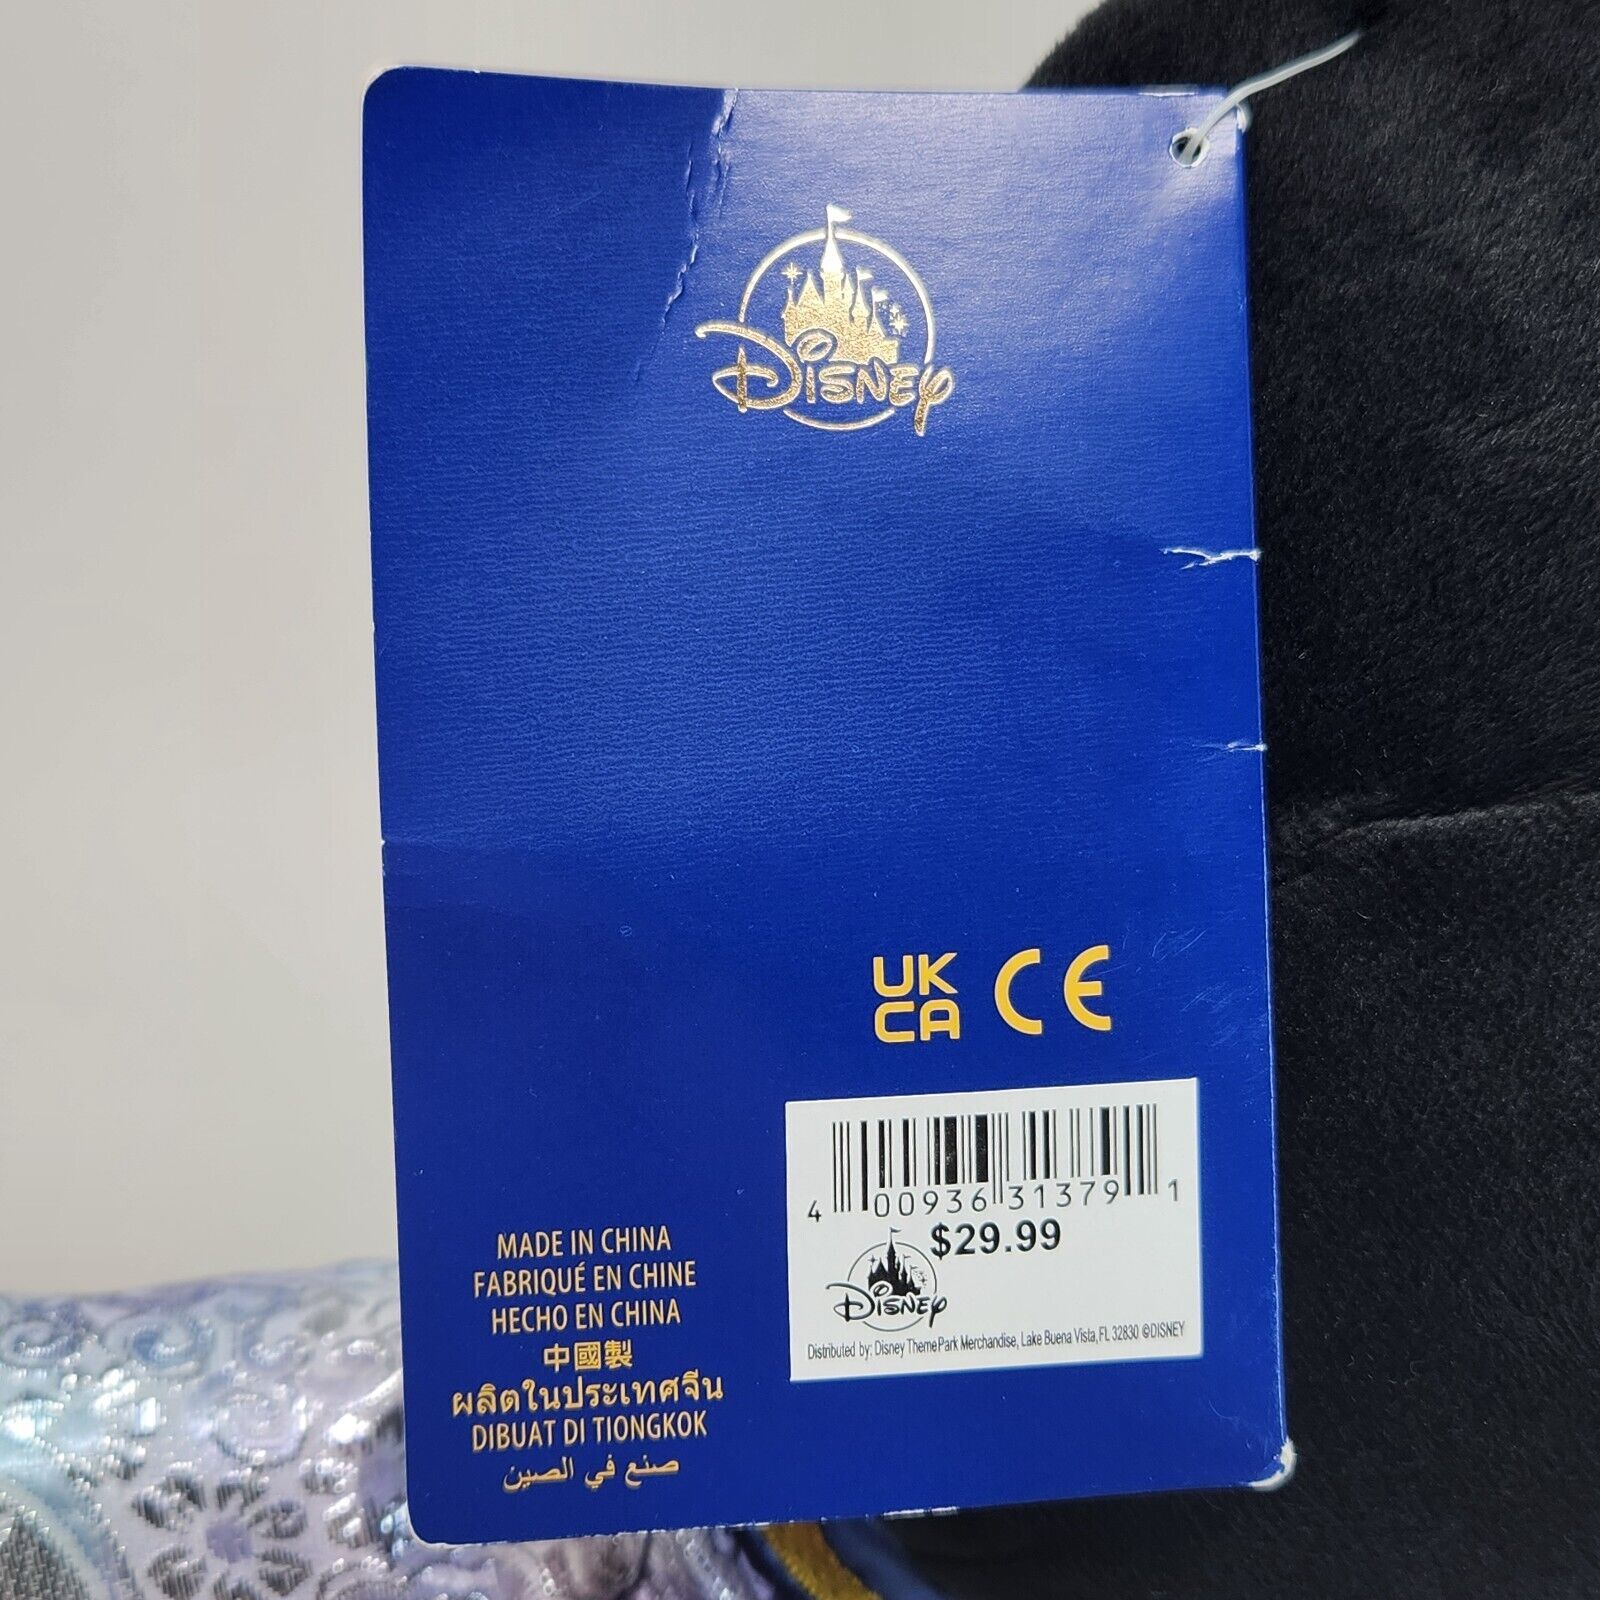 DISNEY
UK
CA CE
4 00936 31379 1
$29.99
DISNEY
Distributed by: Disney Theme Park Merchandise, Lake Buena Vista, FL 32830 ©DISNEY
MADE IN CHINA
FABRIQUÉ EN CHINE
HECHO EN CHINA
中國製
ผลิตในประเทศจีน
DIBUAT DI TIONGKOK
صنع في الصين